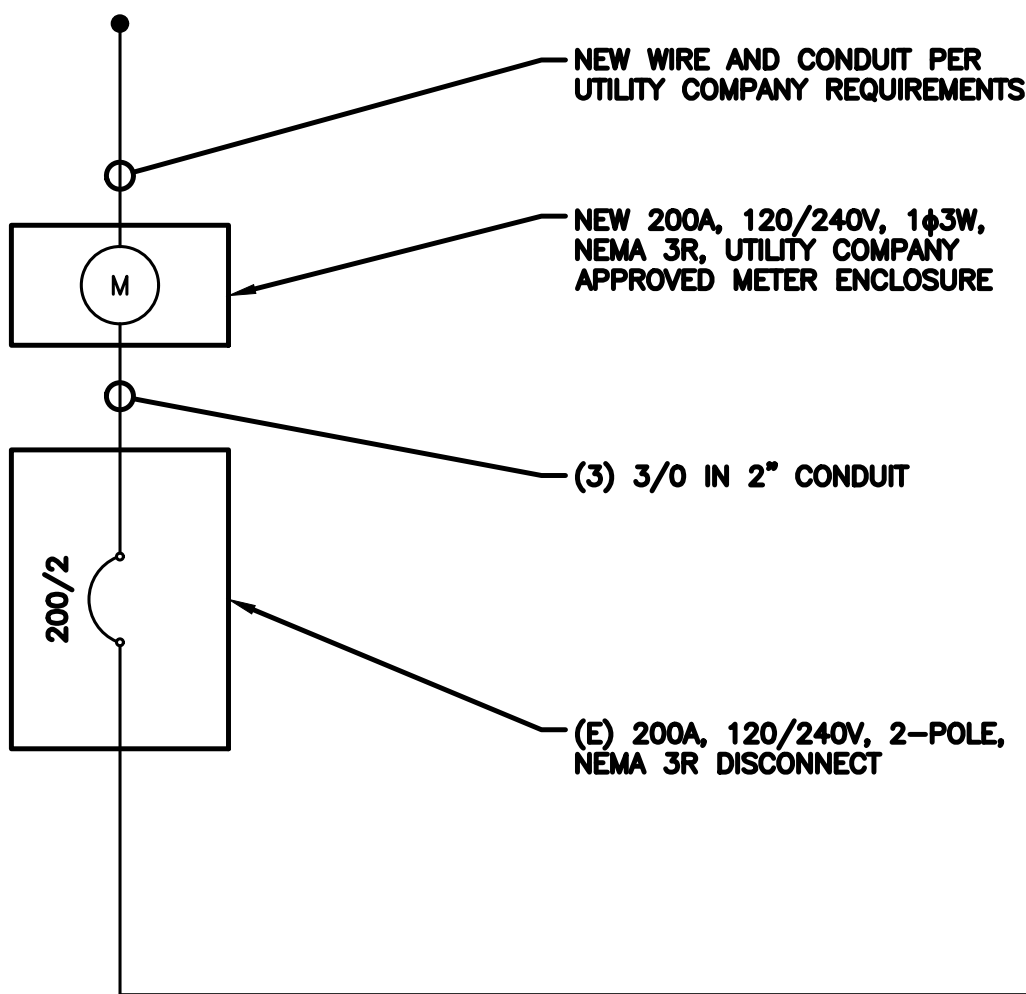 NEW WIRE AND CONDUIT PER
UTILITY COMPANY REQUIREMENTS
NEW 200A, 120/240V, 1ϕ3W,
NEMA 3R, UTILITY COMPANY
APPROVED METER ENCLOSURE
M
(3) 3/0 IN 2" CONDUIT
200/2
(E) 200A, 120/240V, 2-POLE,
NEMA 3R DISCONNECT